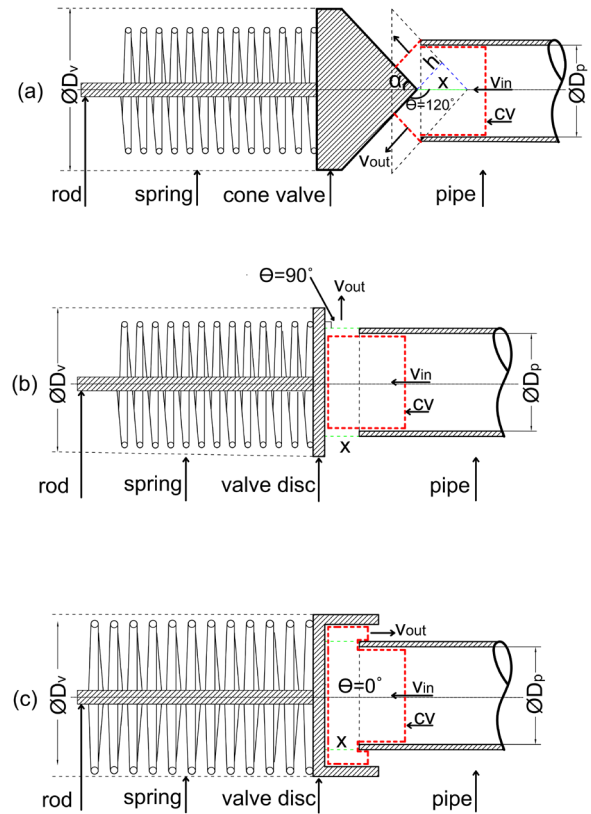 (a)
ØDv
α
h
x
Θ=120°
Vin
CV
Vout
ØDp
rod
spring
cone valve
pipe
(b)
ØDv
Θ=90°
Vout
Vin
CV
x
ØDp
rod
spring
valve disc
pipe
(c)
ØDv
Vout
Θ=0°
Vin
CV
x
ØDp
rod
spring
valve disc
pipe